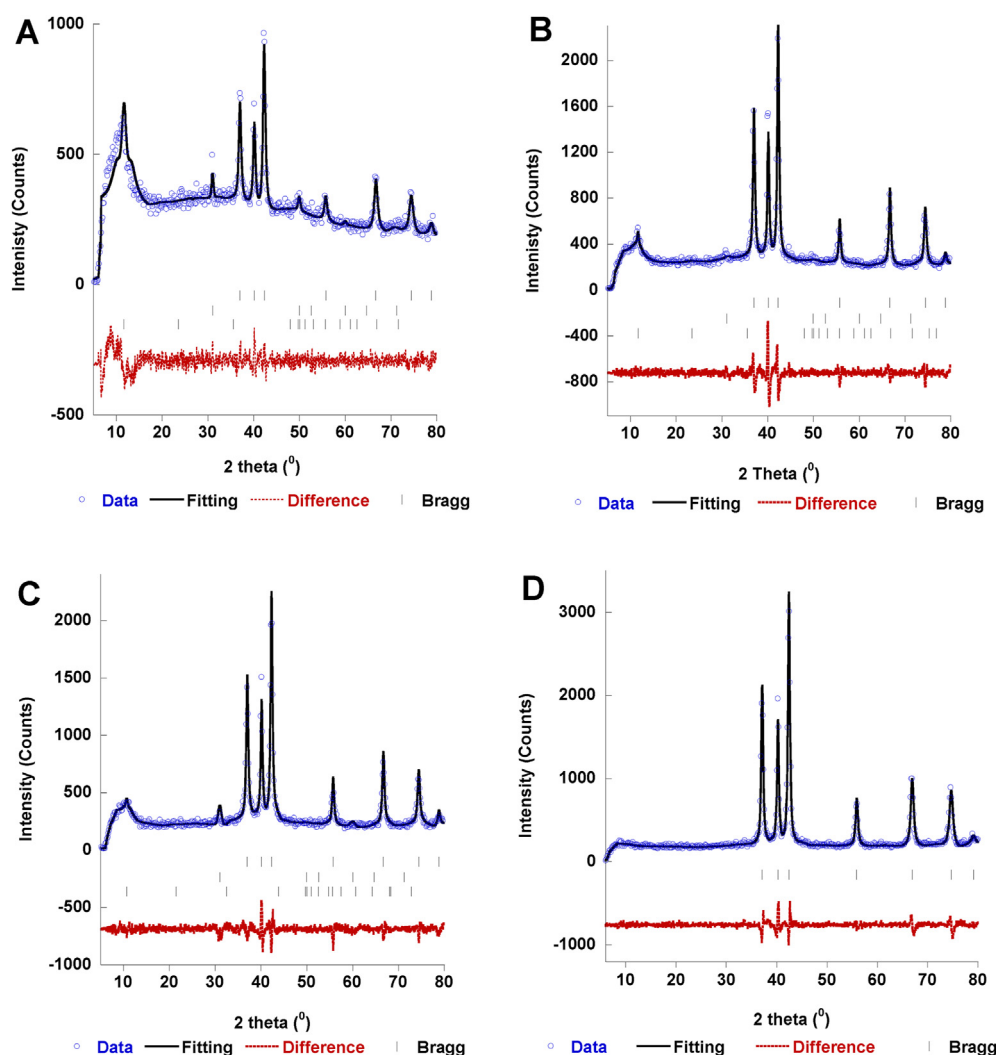 A
1000
500
0
-500
Intenisty (Counts)
10 20 30 40 50 60 70 80
2 theta (0)
Data Fitting Difference Bragg
B
2200
1600
1200
800
400
0
-400
-800
Intenisty (Counts)
10 20 30 40 50 60 70 80
2 Theta (0)
Data Fitting Difference Bragg
C
2000
1500
1000
500
0
-500
-1000
Intensity (Counts)
10 20 30 40 50 60 70 80
2 theta (0)
Data Fitting Difference Bragg
D
3000
2000
1000
0
-1000
Intensity (Counts)
10 20 30 40 50 60 70 80
2 theta (0)
Data Fitting Difference Bragg